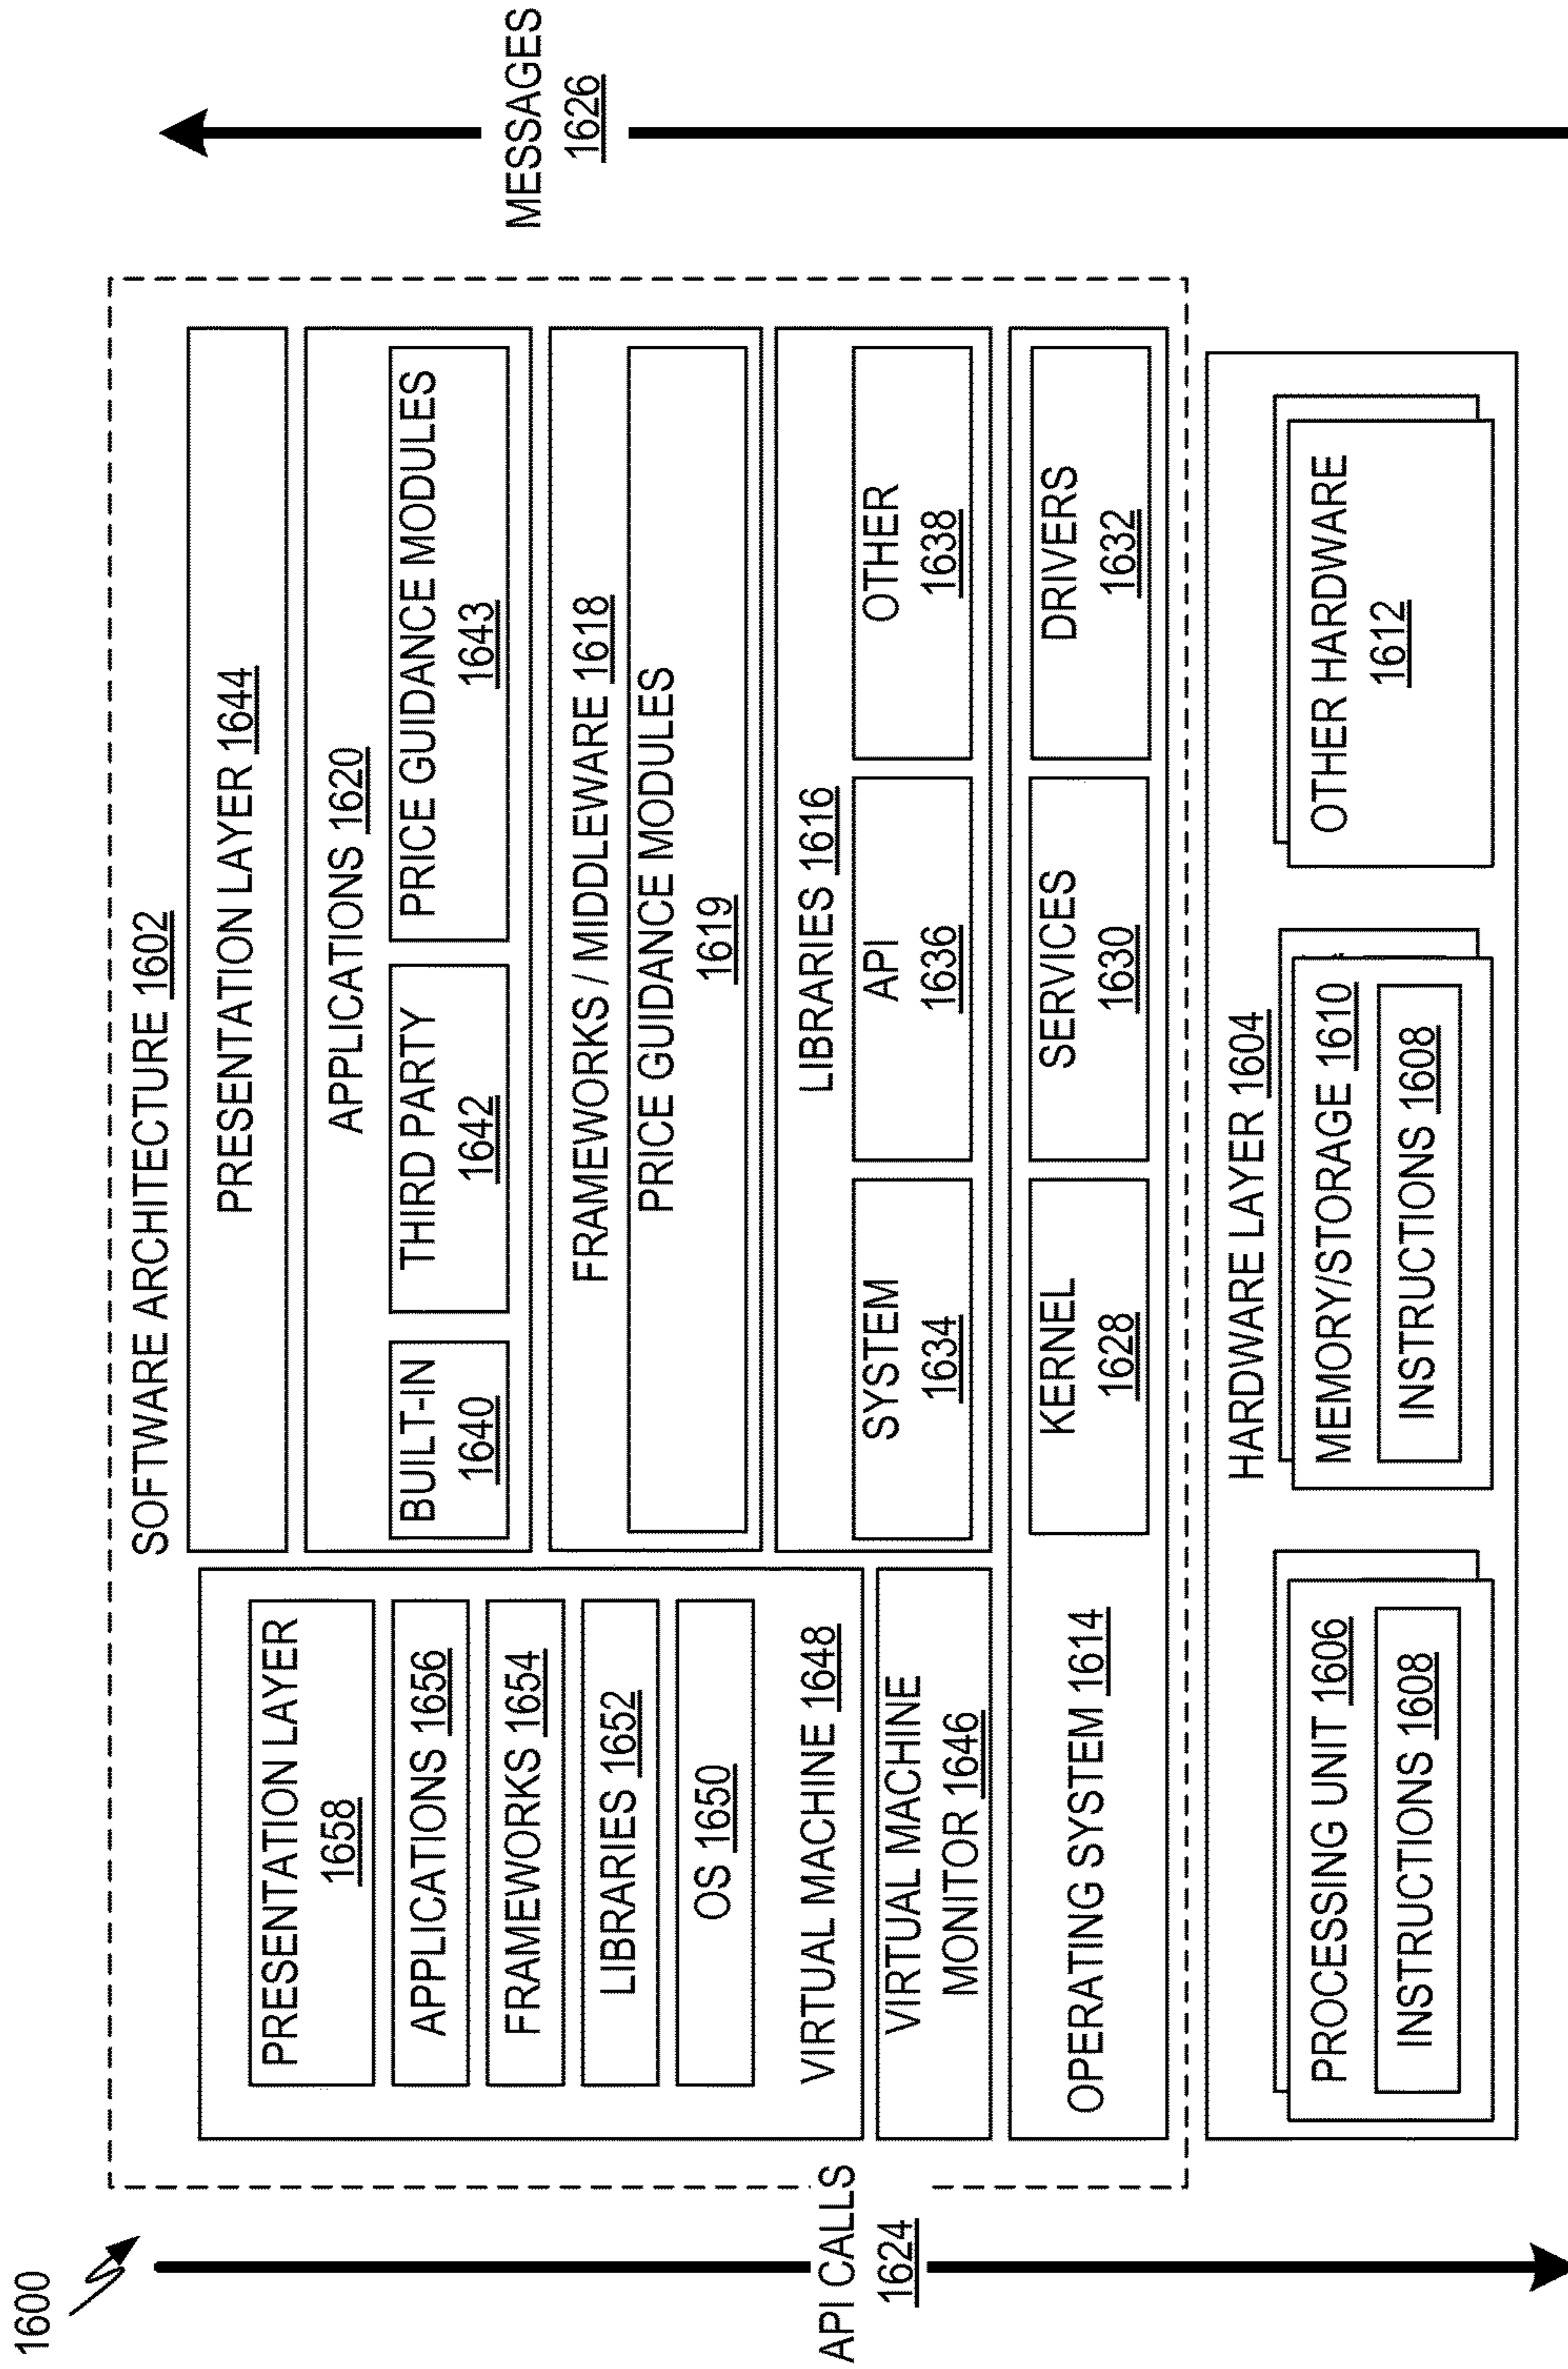 1600
SOFTWARE ARCHITECTURE 1602
PRESENTATION LAYER
1658
APPLICATIONS 1656
FRAMEWORKS 1654
LIBRARIES 1652
OS 1650
VIRTUAL MACHINE 1648
VIRTUAL MACHINE
MONITOR 1646
PRESENTATION LAYER 1644
APPLICATIONS 1620
BUILT-IN
1640
THIRD PARTY
1642
PRICE GUIDANCE MODULES
1643
FRAMEWORKS / MIDDLEWARE 1618
PRICE GUIDANCE MODULES
1619
LIBRARIES 1616
SYSTEM
1634
API
1636
OTHER
1638
OPERATING SYSTEM 1614
KERNEL
1628
SERVICES
1630
DRIVERS
1632
API CALLS
1624
MESSAGES
1626
HARDWARE LAYER 1604
PROCESSING UNIT 1606
INSTRUCTIONS 1608
MEMORY/STORAGE 1610
INSTRUCTIONS 1608
OTHER HARDWARE
1612